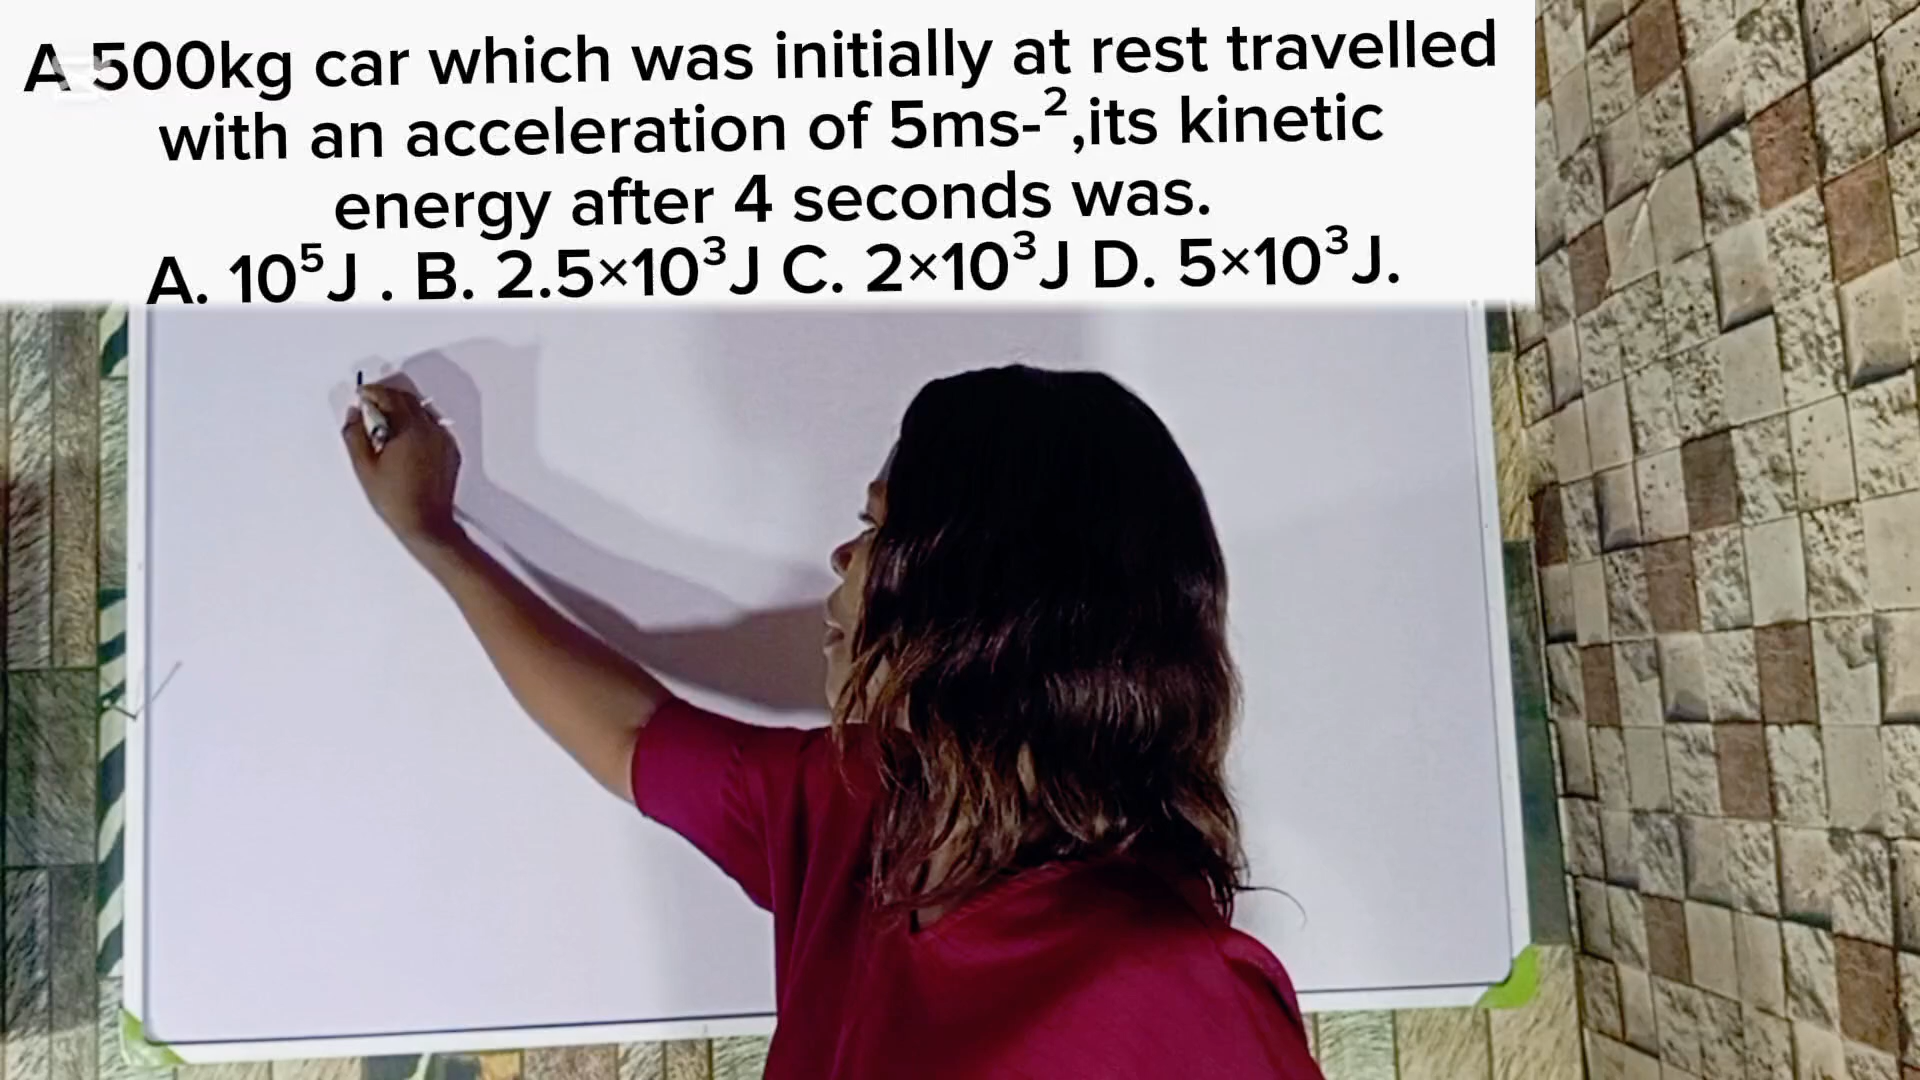 A 500kg car which was initially at rest travelled
with an acceleration of 5ms-²,its kinetic
energy after 4 seconds was.
A. 10⁵J . B. 2.5×10³J C. 2×10³J D. 5×10³J.